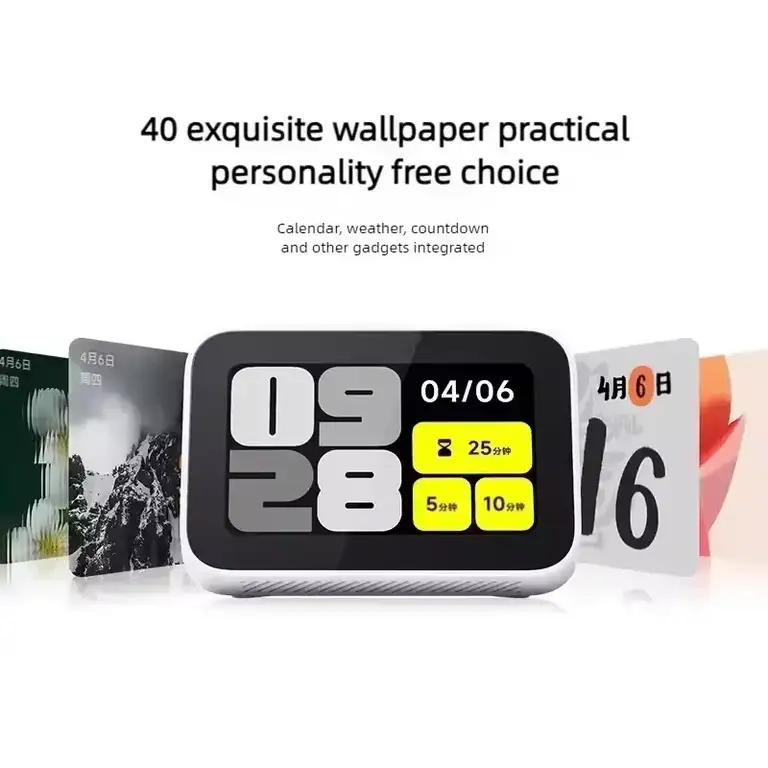 40 exquisite wallpaper practical
personality free choice
Calendar, weather, countdown
and other gadgets integrated
4月6日
周四
4月6日
周四
09
28
04/06
25分钟
5分钟
10分钟
4月6日